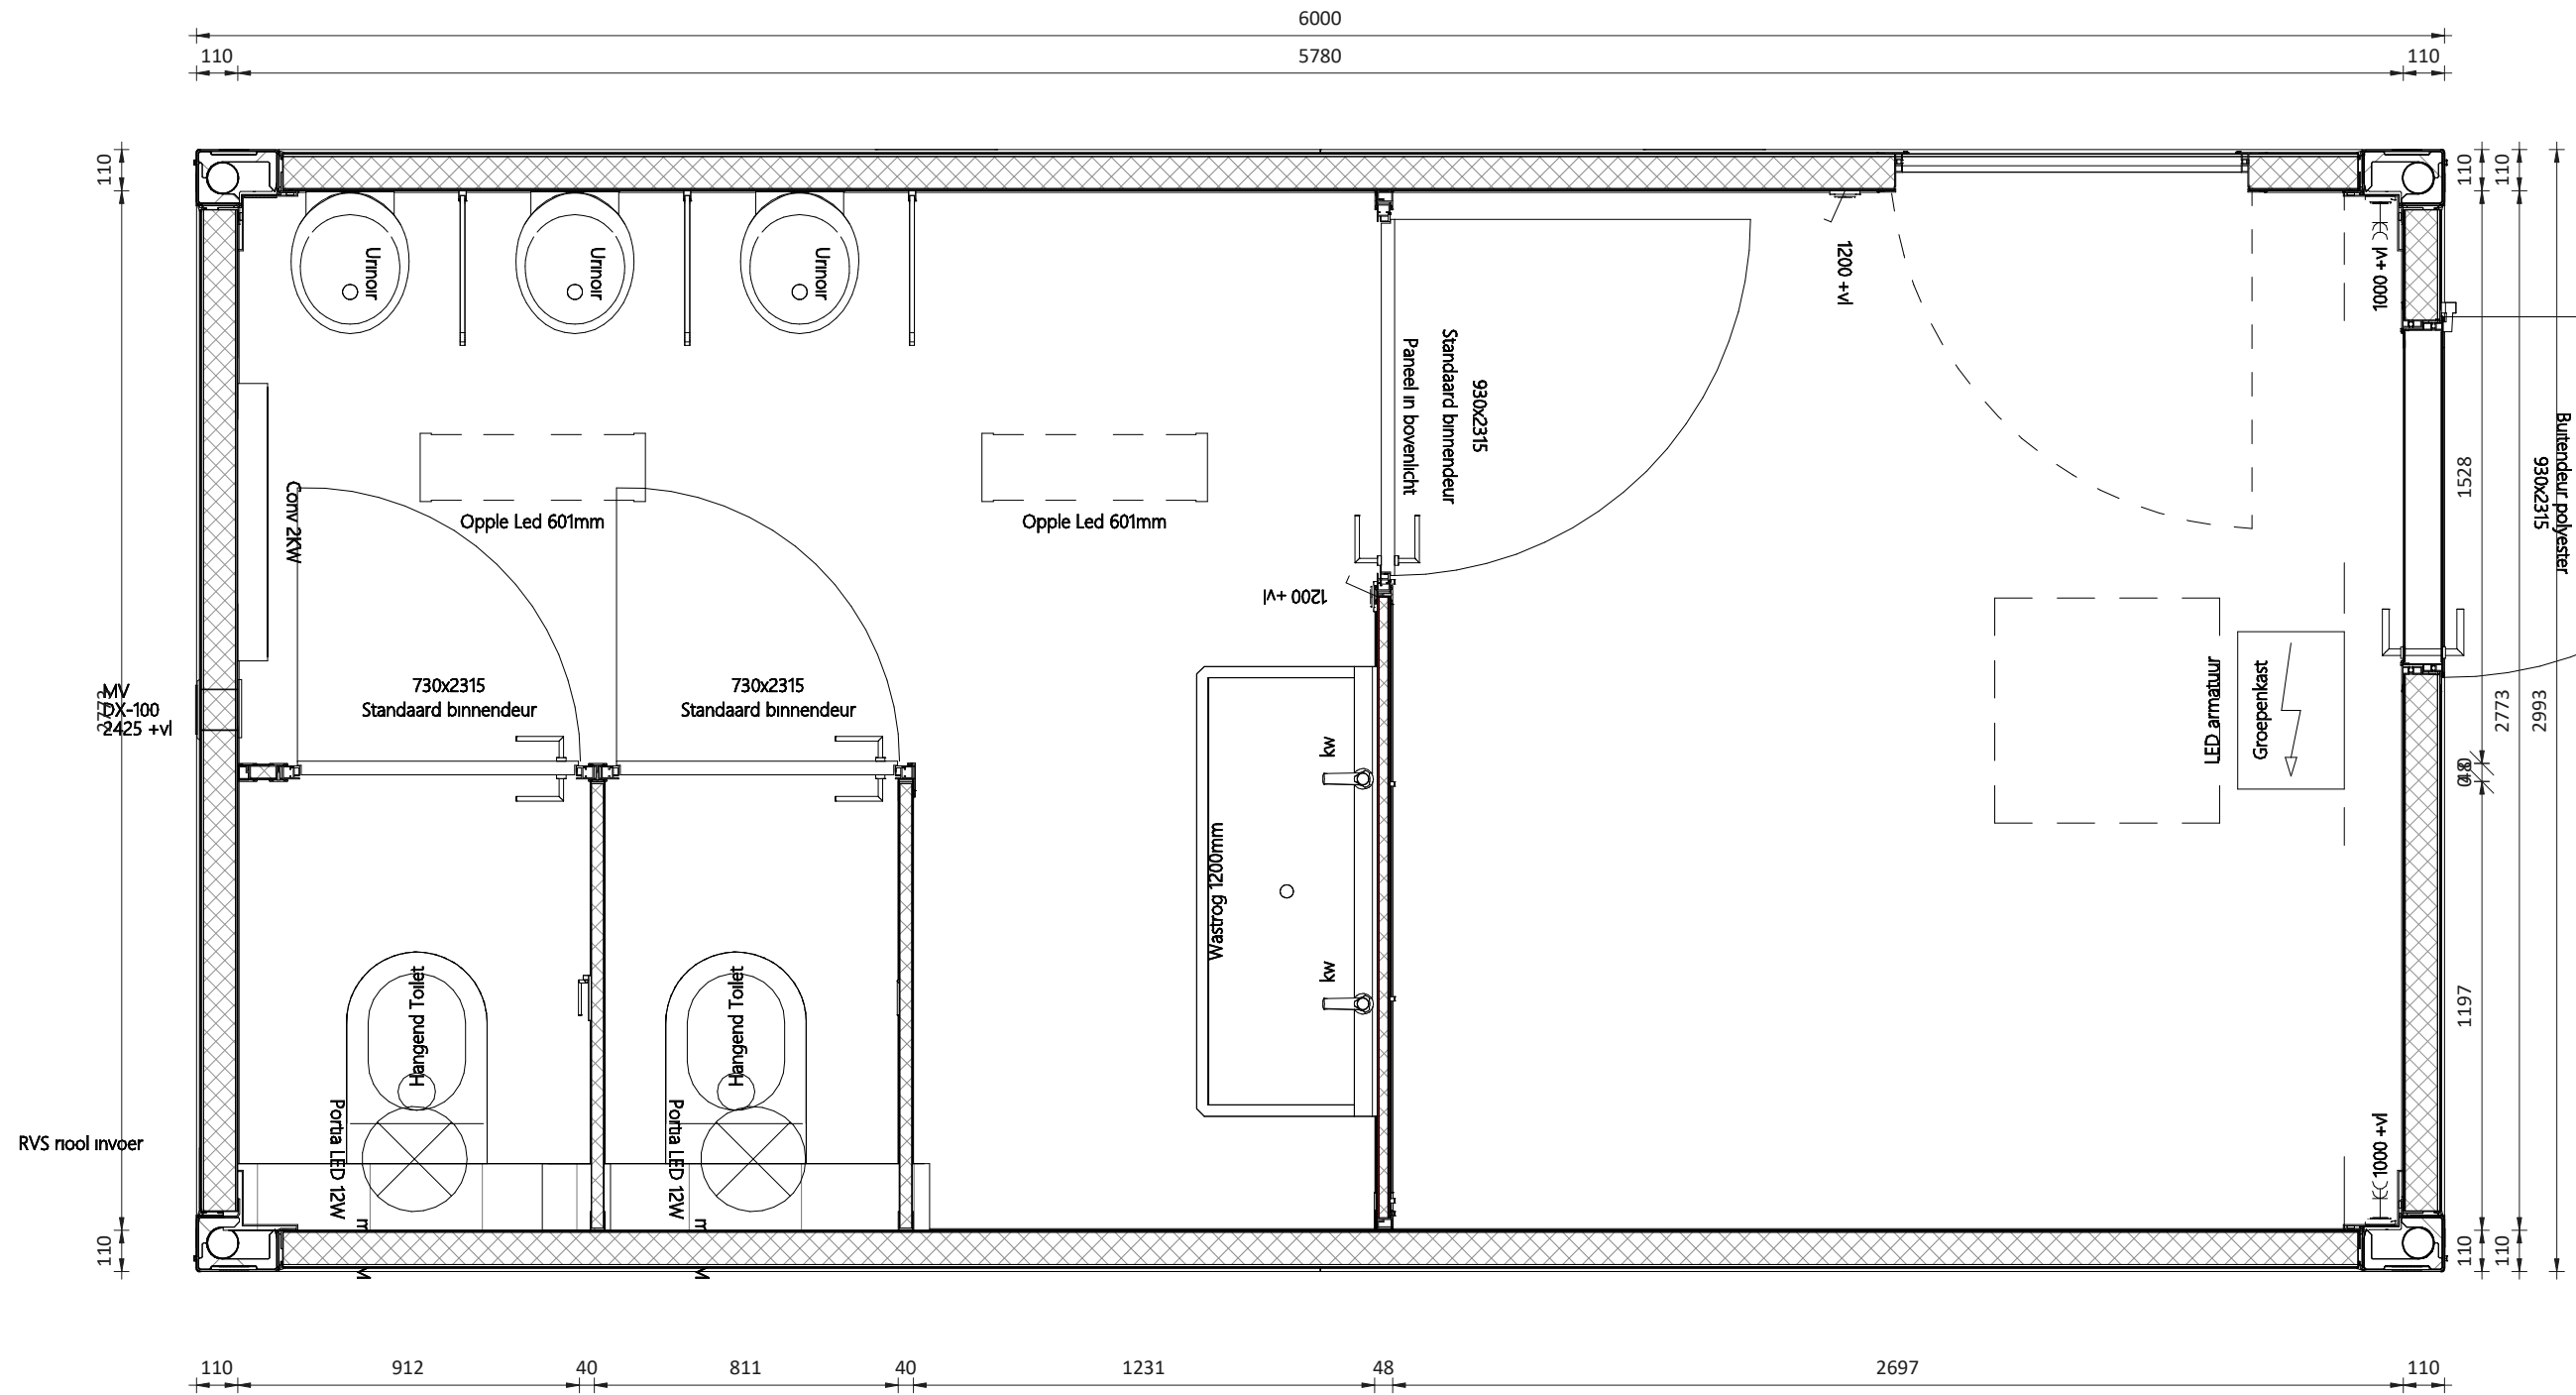 6000
110
5780
110
110
110
110
Urinoir
Urinoir
Urinoir
1200 +vl
1000 +vl
930x2315
Standaard binnendeur
Paneel in bovenlicht
Buitendeur polyester
930x2315
1528
Conv 2KW
Opple Led 601mm
Opple Led 601mm
1200 +vl
730x2315
Standaard binnendeur
730x2315
Standaard binnendeur
MV
DX-100
2425 +vl
2773
kw
LED armatuur
Groepenkast
2773
2993
48
Wastrog 1200mm
kw
Hangend Toilet
Hangend Toilet
1197
Portia LED 12W
Portia LED 12W
RVS riool invoer
1000 +vl
110
110
110
110
912
40
811
40
1231
48
2697
110